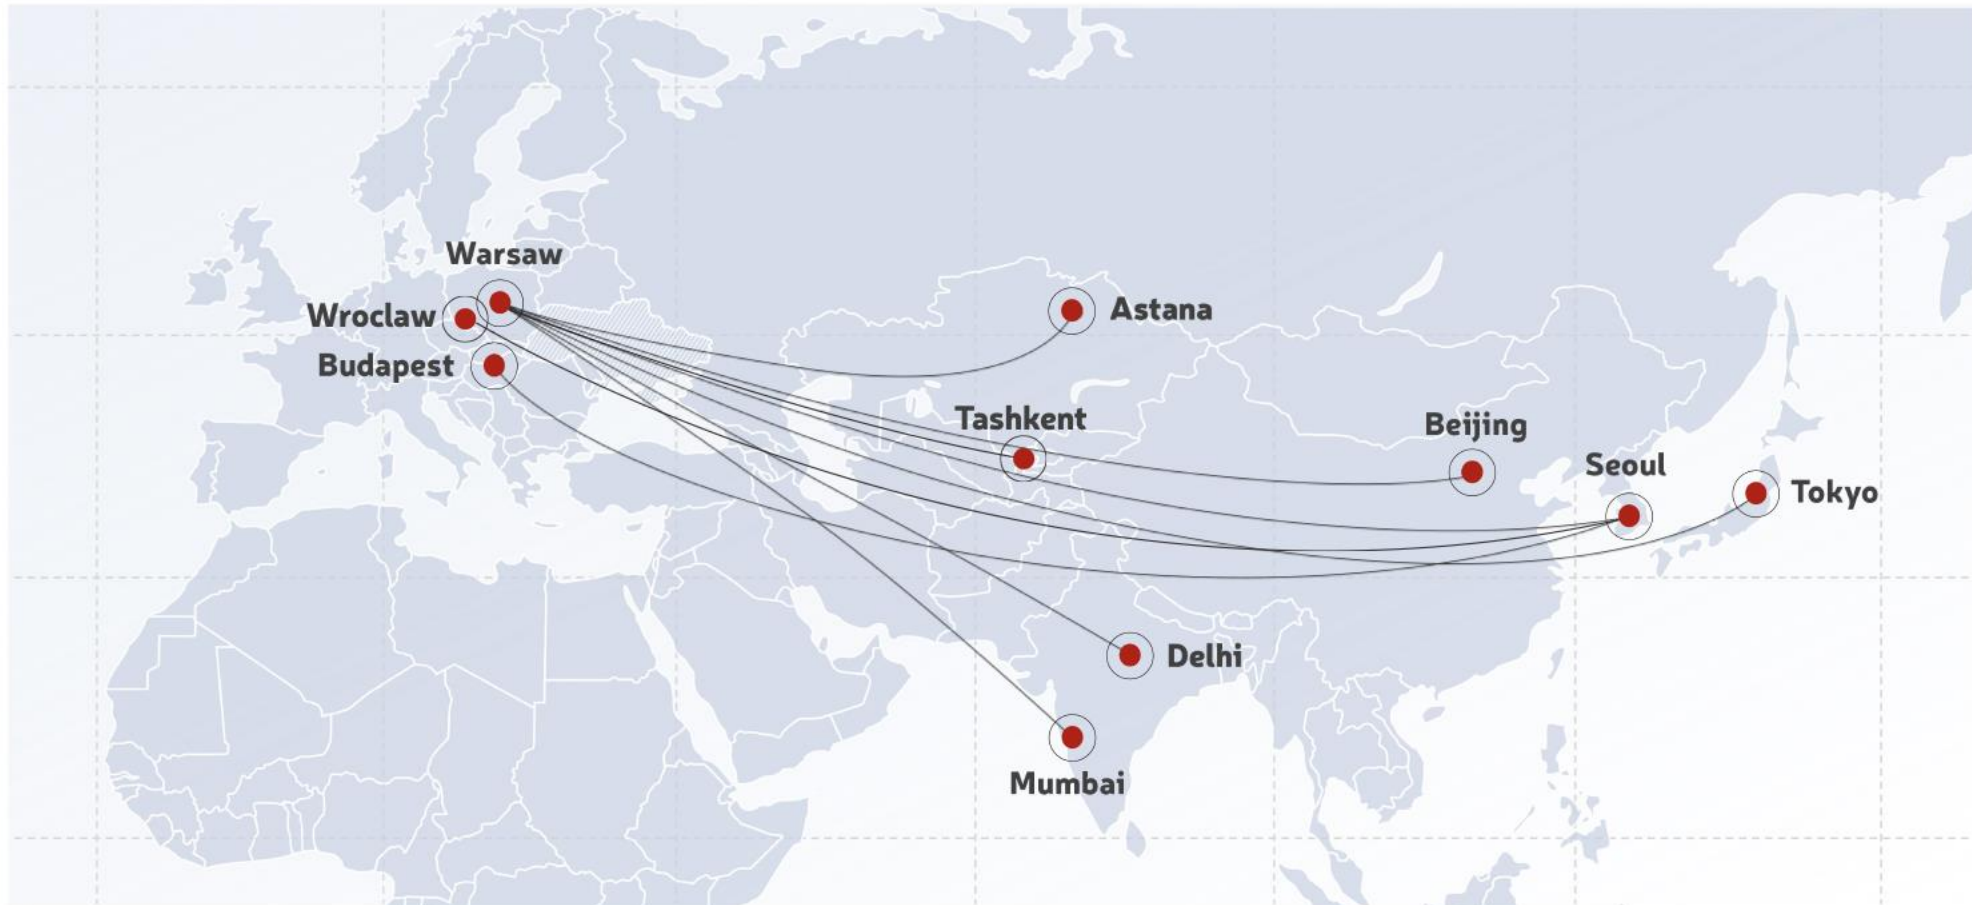 Warsaw
Wroclaw
Astana
Budapest
Tashkent
Beijing
Seoul
Tokyo
Delhi
Mumbai